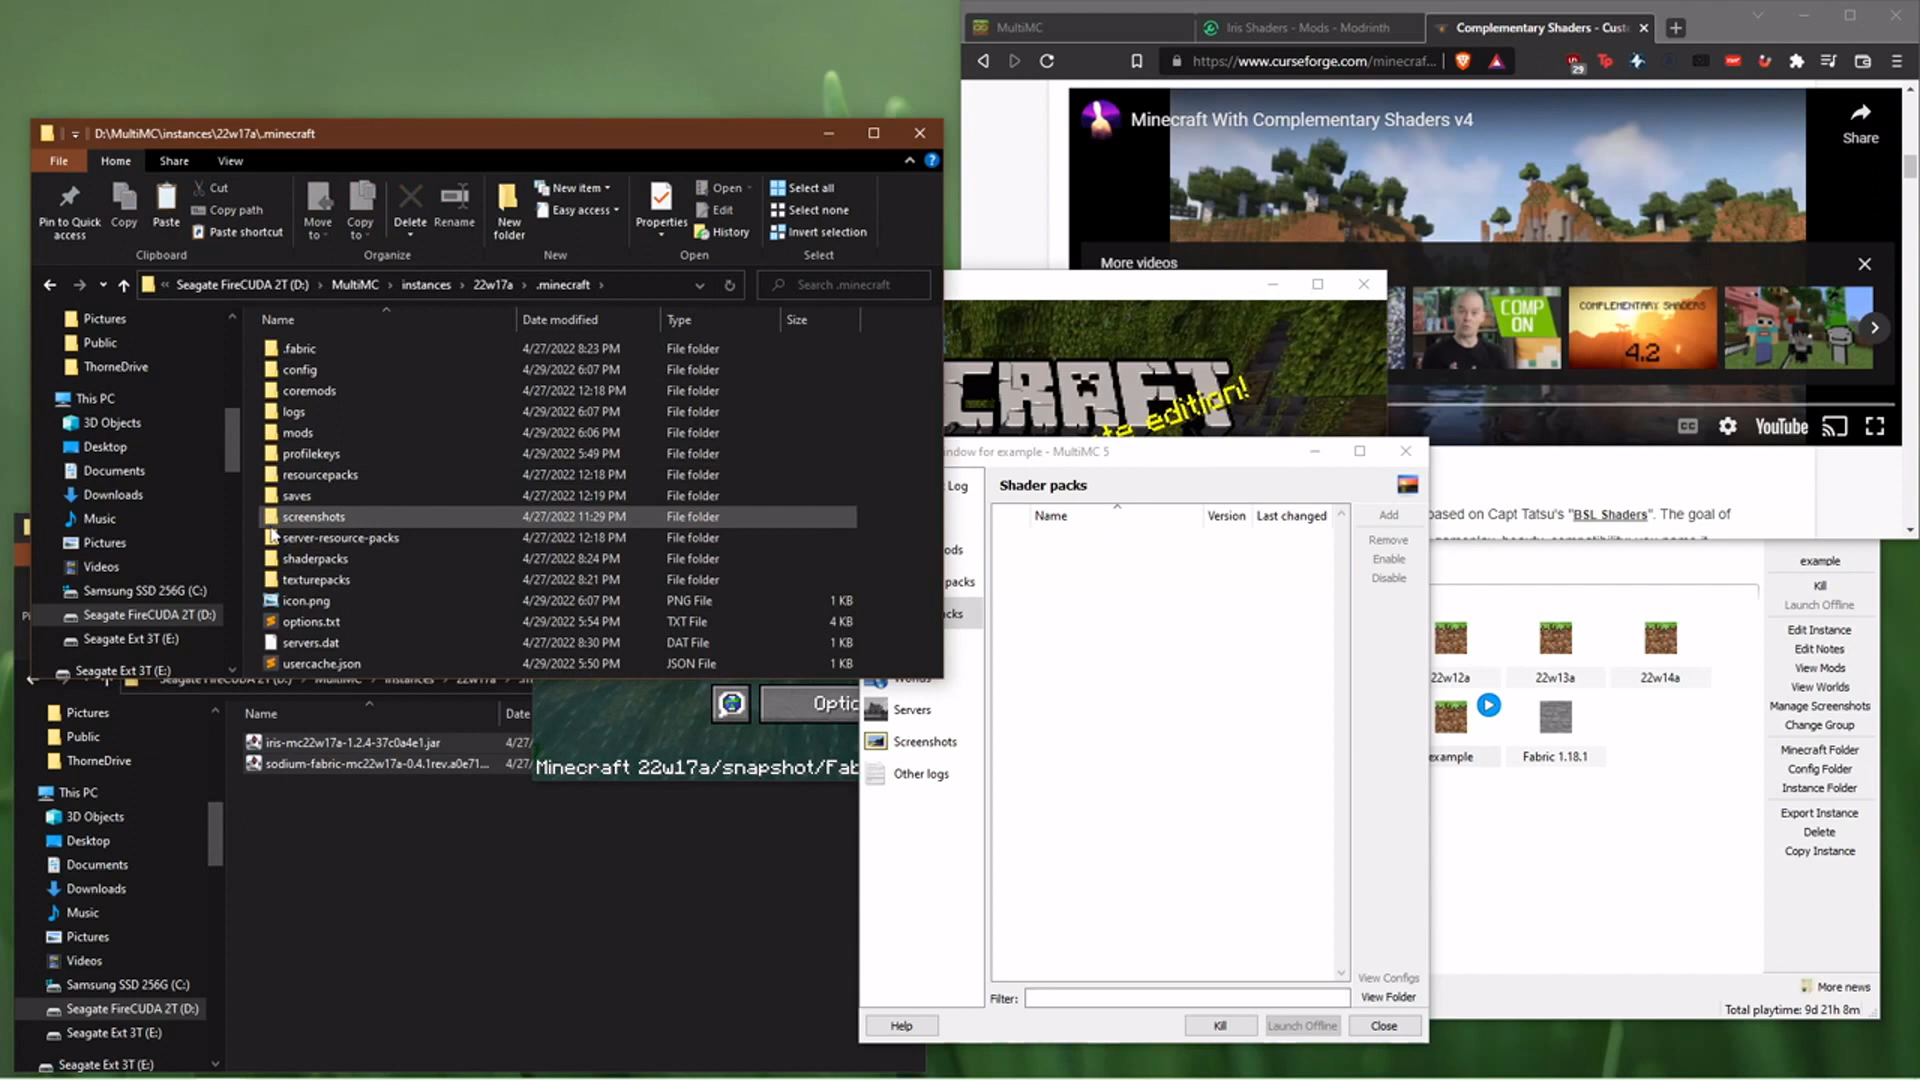 MultiMC
Iris Shaders - Mods - Modrinth
Complementary Shaders - Cust
https://www.curseforge.com/minecraf...
29
Minecraft With Complementary Shaders v4
Share
More videos
COMP ON
COMPLEMENTARY SHADERS
4.2
YouTube
D:\MultiMC\instances\22w17a\.minecraft
File
Home
Share
View
Pin to Quick access
Copy
Paste
Cut
Copy path
Paste shortcut
Clipboard
Move to
Copy to
Delete
Rename
Organize
New folder
New item
Easy access
New
Properties
Open
Edit
History
Open
Select all
Select none
Invert selection
Select
Seagate FireCUDA 2T (D:) › MultiMC › instances › 22w17a › .minecraft ›
Search .minecraft
Pictures
Public
ThorneDrive
This PC
3D Objects
Desktop
Documents
Downloads
Music
Pictures
Videos
Samsung SSD 256G (C:)
Seagate FireCUDA 2T (D:)
Seagate Ext 3T (E:)
Seagate Ext 3T (E:)
Name Date modified Type Size
.fabric 4/27/2022 8:23 PM File folder
config 4/29/2022 6:07 PM File folder
coremods 4/27/2022 12:18 PM File folder
logs 4/29/2022 6:07 PM File folder
mods 4/29/2022 6:06 PM File folder
profilekeys 4/29/2022 5:49 PM File folder
resourcepacks 4/27/2022 12:18 PM File folder
saves 4/27/2022 12:19 PM File folder
screenshots 4/27/2022 11:29 PM File folder
server-resource-packs 4/27/2022 12:18 PM File folder
shaderpacks 4/27/2022 8:24 PM File folder
texturepacks 4/27/2022 8:21 PM File folder
icon.png 4/29/2022 6:07 PM PNG File 1 KB
options.txt 4/29/2022 5:54 PM TXT File 4 KB
servers.dat 4/27/2022 8:30 PM DAT File 1 KB
usercache.json 4/29/2022 5:50 PM JSON File 1 KB
CRAFT
edition!
ndow for example - MultiMC 5
Log
ods
packs
cks
Servers
Screenshots
Other logs
Shader packs
Name Version Last changed
Add
Remove
Enable
Disable
View Configs
View Folder
Filter:
Help
Kill
Launch Offline
Close
ased on Capt Tatsu's "BSL Shaders". The goal of
example
Kill
Launch Offline
Edit Instance
Edit Notes
View Mods
View Worlds
Manage Screenshots
Change Group
Minecraft Folder
Config Folder
Instance Folder
Export Instance
Delete
Copy Instance
22w12a
22w13a
22w14a
example
Fabric 1.18.1
More news
Total playtime: 9d 21h 8m
Pictures
Public
ThorneDrive
This PC
3D Objects
Desktop
Documents
Downloads
Music
Pictures
Videos
Samsung SSD 256G (C:)
Seagate FireCUDA 2T (D:)
Seagate Ext 3T (E:)
Seagate Ext 3T (E:)
Name Date
iris-mc22w17a-1.2.4-37c0a4e1.jar 4/27/
sodium-fabric-mc22w17a-0.4.1rev.a0e71... 4/27/
Optio
Minecraft 22w17a/snapshot/Fab